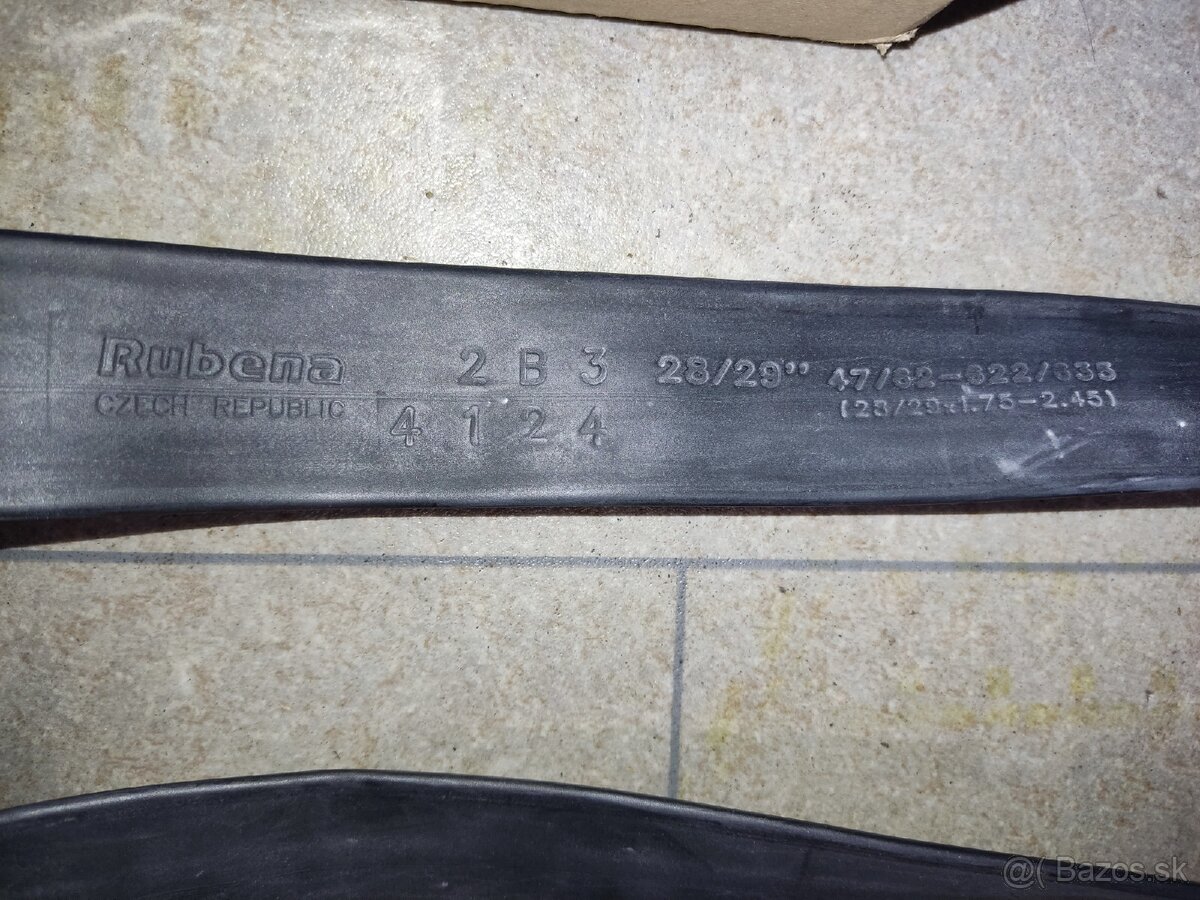 Rubena 2 B 3 28/29" 47/62-622/635
CZECH REPUBLIC 4 1 2 4 (28/29x1.75-2.45)
@( Bazos.sk